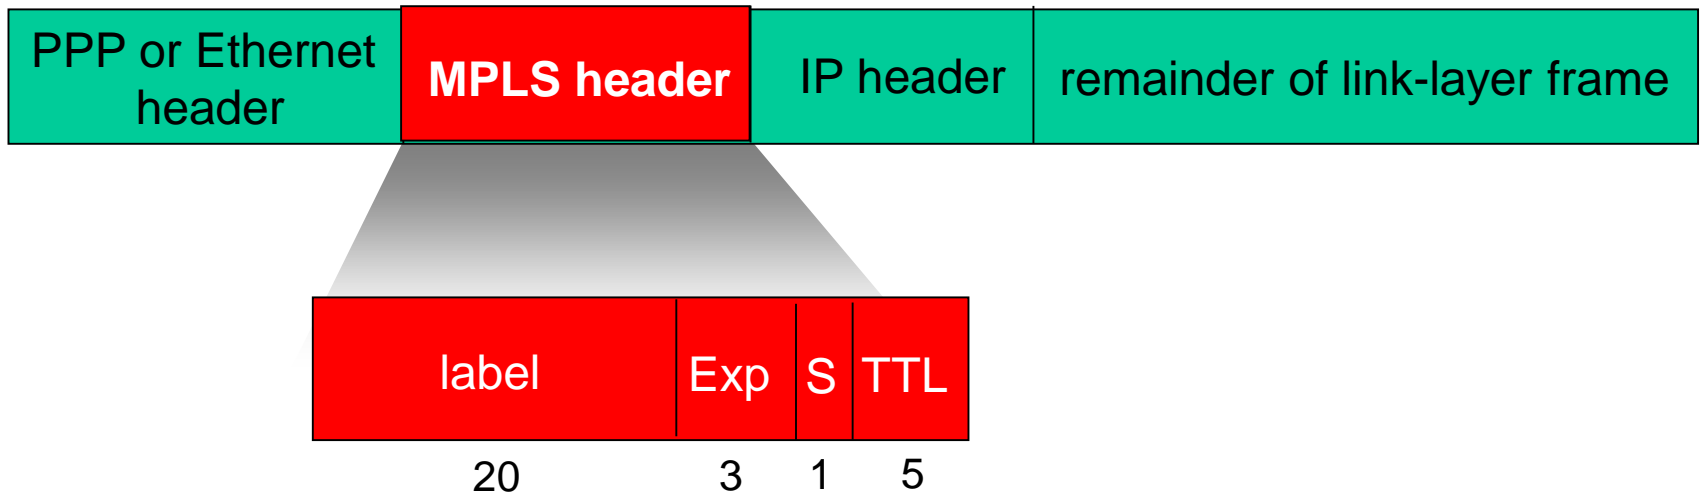 PPP or Ethernet
header
MPLS header
IP header
remainder of link-layer frame
label
Exp
S
TTL
20
3
1
5